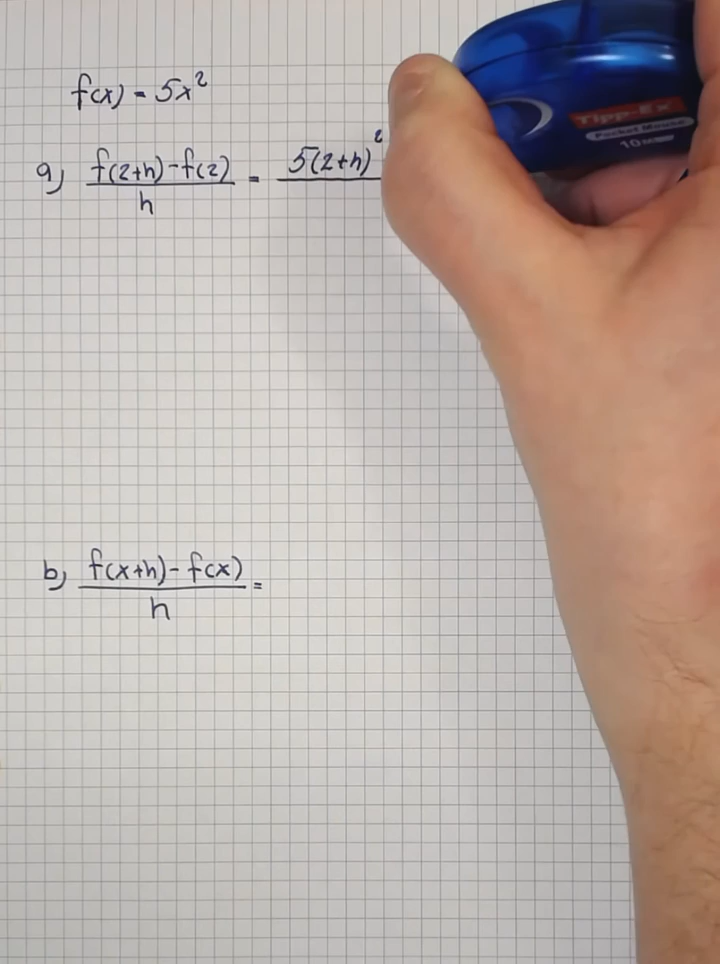 f(x) = 5x²
a) f(2+h)-f(2) / h = 5(2+h)²
Tipp-Ex
Pocket Mouse
10m
b) f(x+h)-f(x) / h =